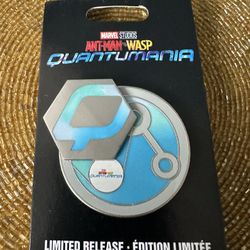 MARVEL STUDIOS
ANT-MAN AND THE WASP
QUANTUMANIA
QUANTUMANIA
LIMITED RELEASE • ÉDITION LIMITÉE